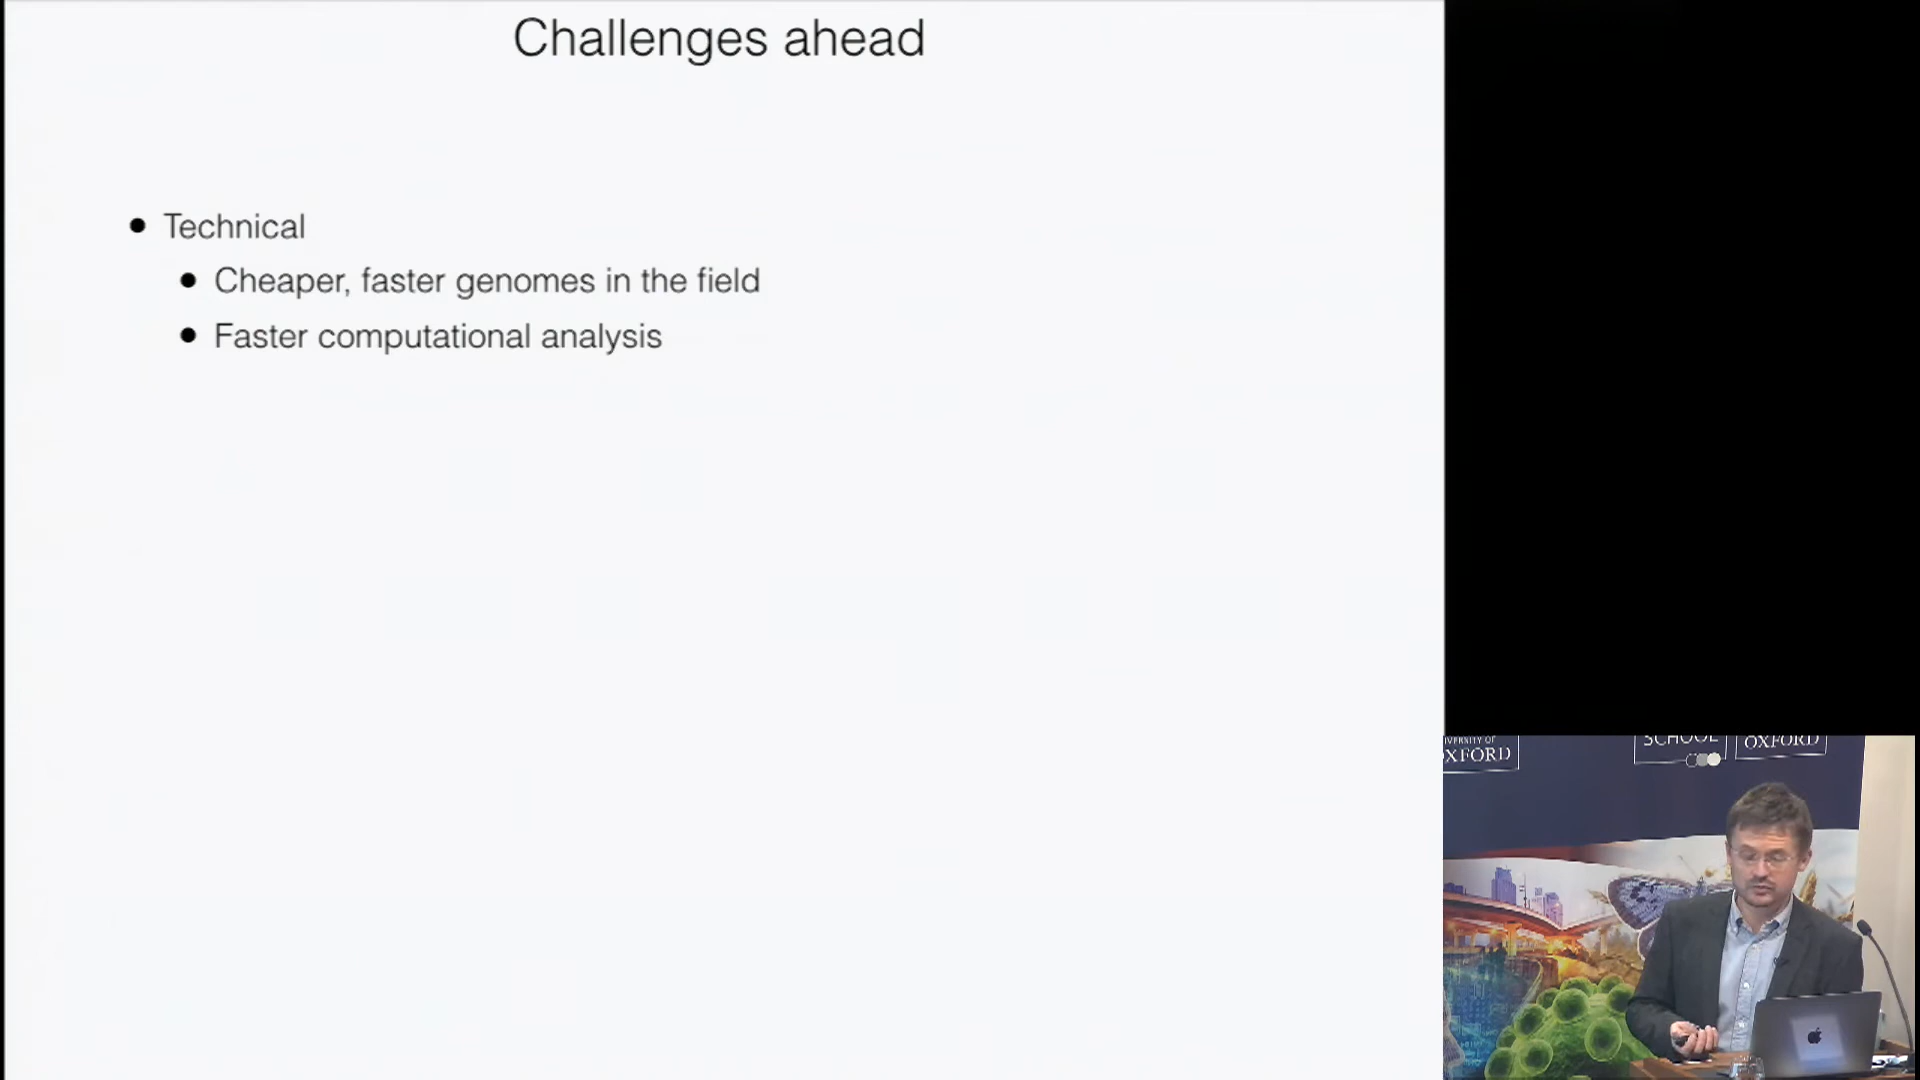 Challenges ahead
Technical
Cheaper, faster genomes in the field
Faster computational analysis
OXFORD
SCHOOL
OXFORD